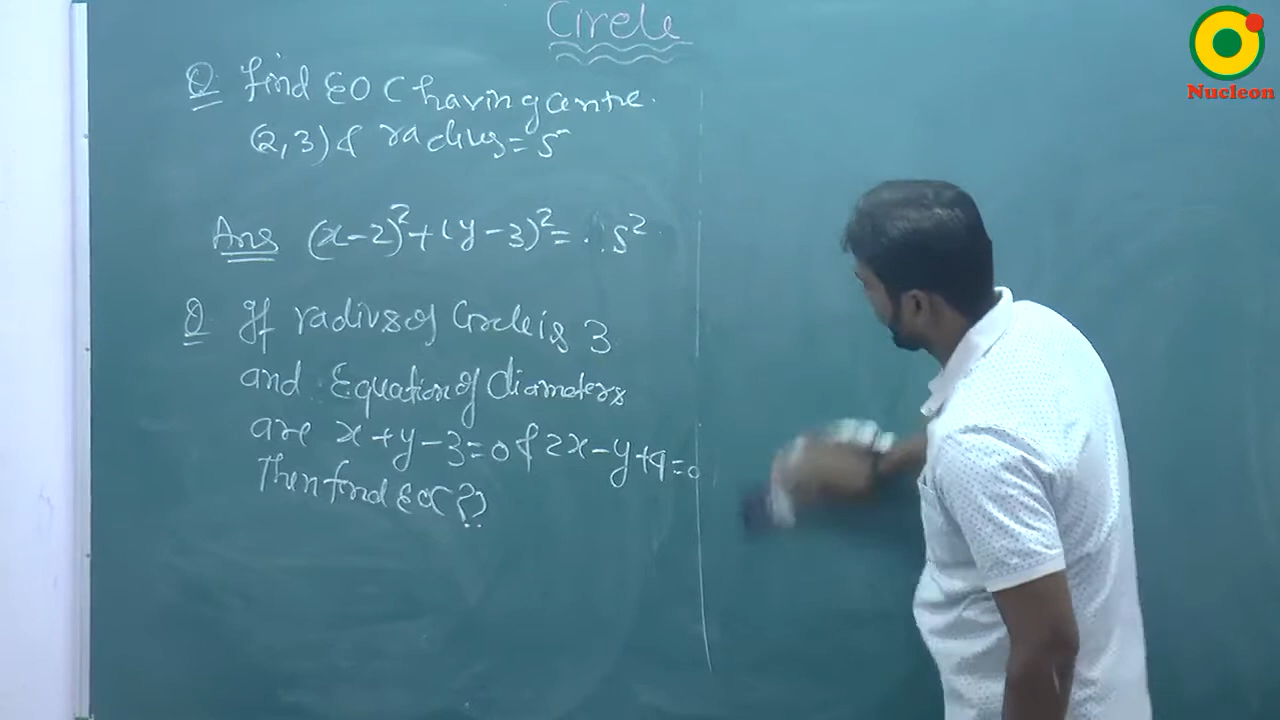 Circle
Q find EOC having centre.
(2,3) & radius = 5
Ans (x-2)²+(y-3)² = 5²
Q If radius of Circle is 3
and Equation of diameters
are x+y-3=0 & 2x-y+9=0
Then find EOC??
Nucleon